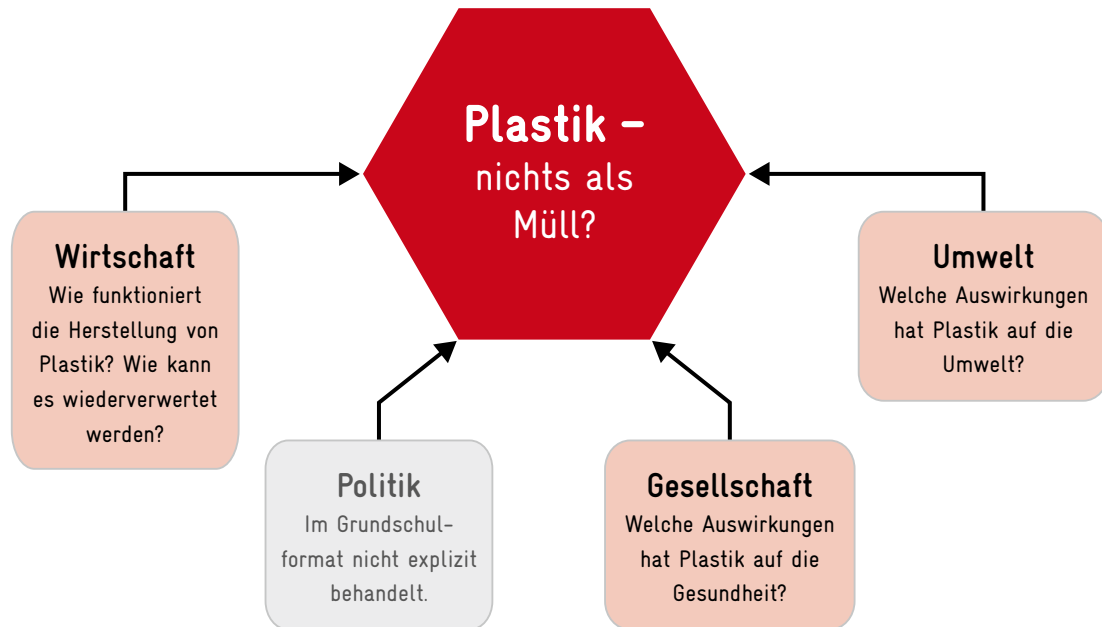 Plastik –
nichts als
Müll?
Wirtschaft
Wie funktioniert
die Herstellung von
Plastik? Wie kann
es wiederverwertet
werden?
Umwelt
Welche Auswirkungen
hat Plastik auf die
Umwelt?
Politik
Im Grundschul-
format nicht explizit
behandelt.
Gesellschaft
Welche Auswirkungen
hat Plastik auf die
Gesundheit?